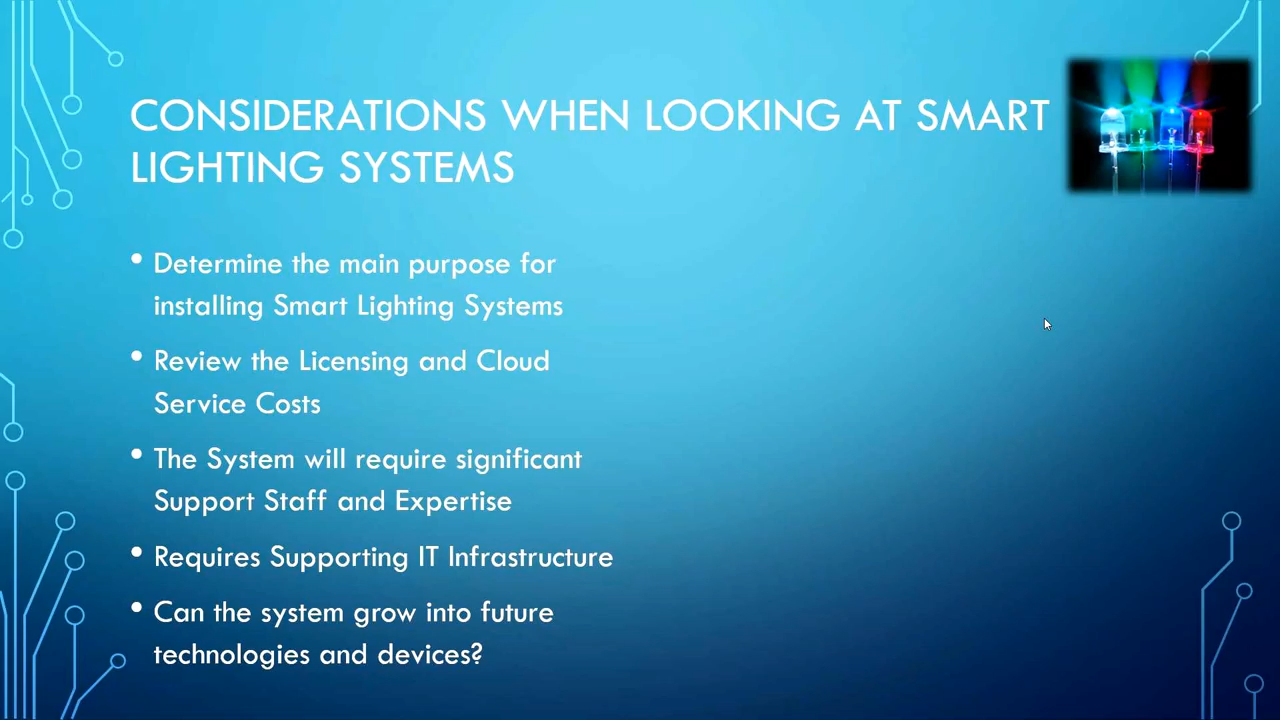 CONSIDERATIONS WHEN LOOKING AT SMART
LIGHTING SYSTEMS
• Determine the main purpose for
installing Smart Lighting Systems
• Review the Licensing and Cloud
Service Costs
• The System will require significant
Support Staff and Expertise
• Requires Supporting IT Infrastructure
• Can the system grow into future
technologies and devices?